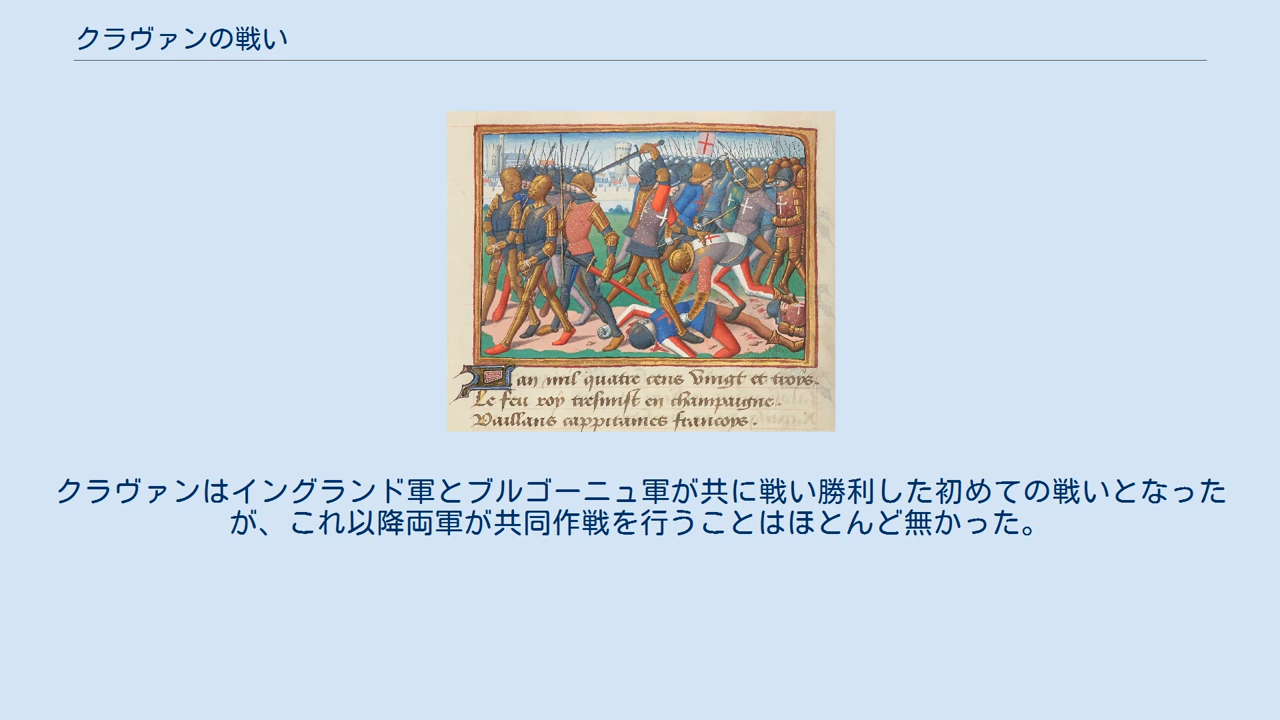 クラヴァンの戦い
an mil quatre cens vingt et troys.
Le feu roy tresmist en champaigne.
Vaillans cappitaines francoys.
クラヴァンはイングランド軍とブルゴーニュ軍が共に戦い勝利した初めての戦いとなった
が、これ以降両軍が共同作戦を行うことはほとんど無かった。